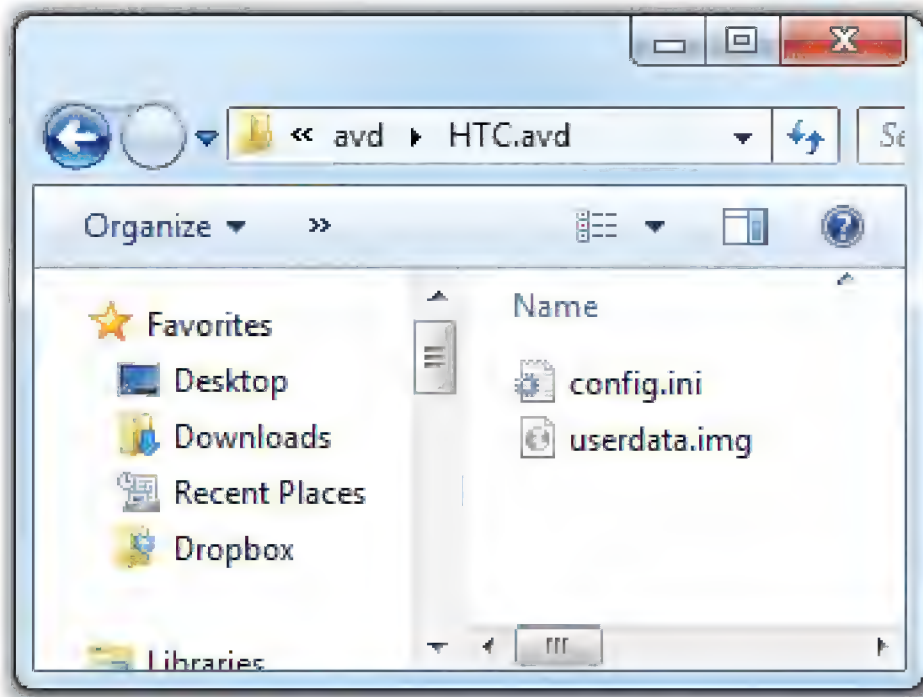 « avd ▸ HTC.avd Se
Organize »
Name
Favorites
Desktop
Downloads
Recent Places
Dropbox
Libraries
config.ini
userdata.img